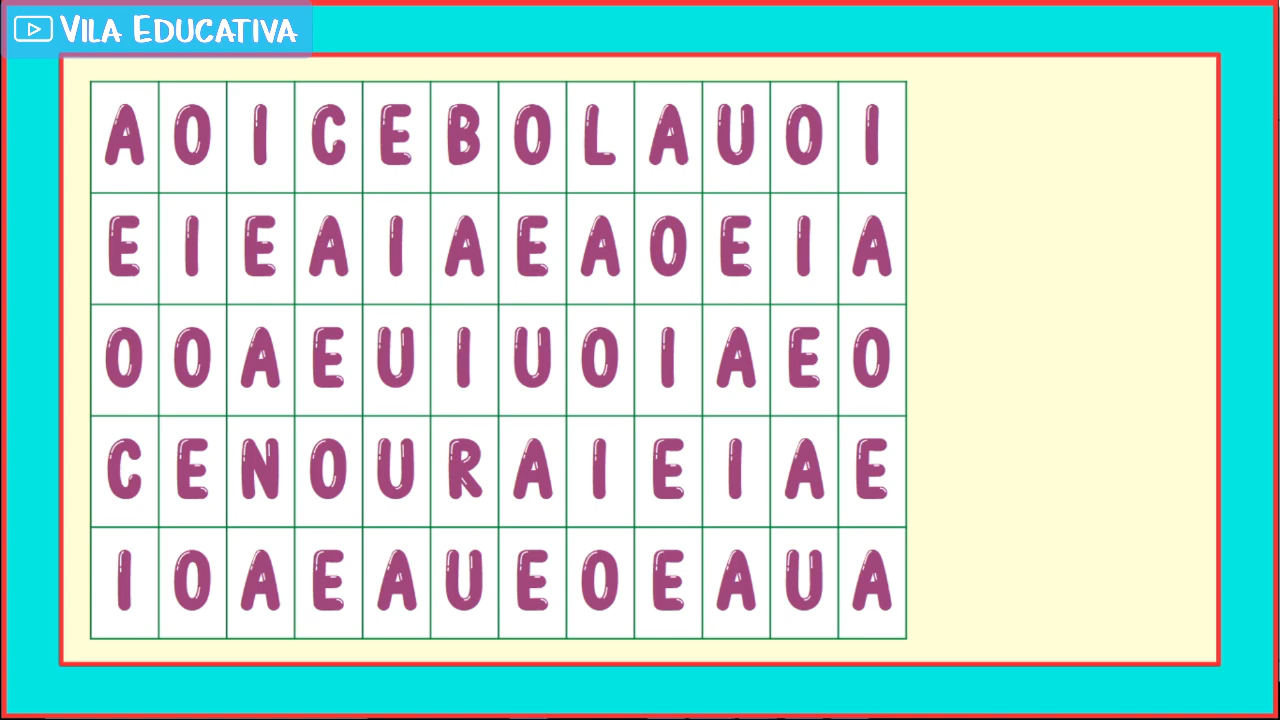 VILA EDUCATIVA
A O I C E B O L A U O I
E I E A I A E A O E I A
O O A E U I U O I A E O
C E N O U R A I E I A E
I O A E A U E O E A U A